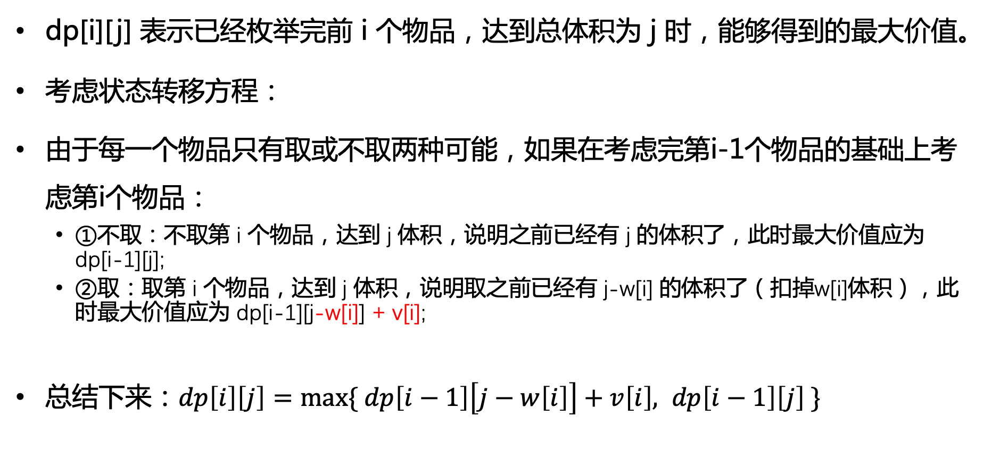 • dp[i][j] 表示已经枚举完前 i 个物品，达到总体积为 j 时，能够得到的最大价值。
• 考虑状态转移方程：
• 由于每一个物品只有取或不取两种可能，如果在考虑完第i-1个物品的基础上考
虑第i个物品：
• ①不取：不取第 i 个物品，达到 j 体积，说明之前已经有 j 的体积了，此时最大价值应为
dp[i-1][j];
• ②取：取第 i 个物品，达到 j 体积，说明取之前已经有 j-w[i] 的体积了（扣掉w[i]体积），此
时最大价值应为 dp[i-1][j-w[i]] + v[i];
• 总结下来：dp[i][j] = max{ dp[i − 1][j − w[i]] + v[i], dp[i − 1][j] }